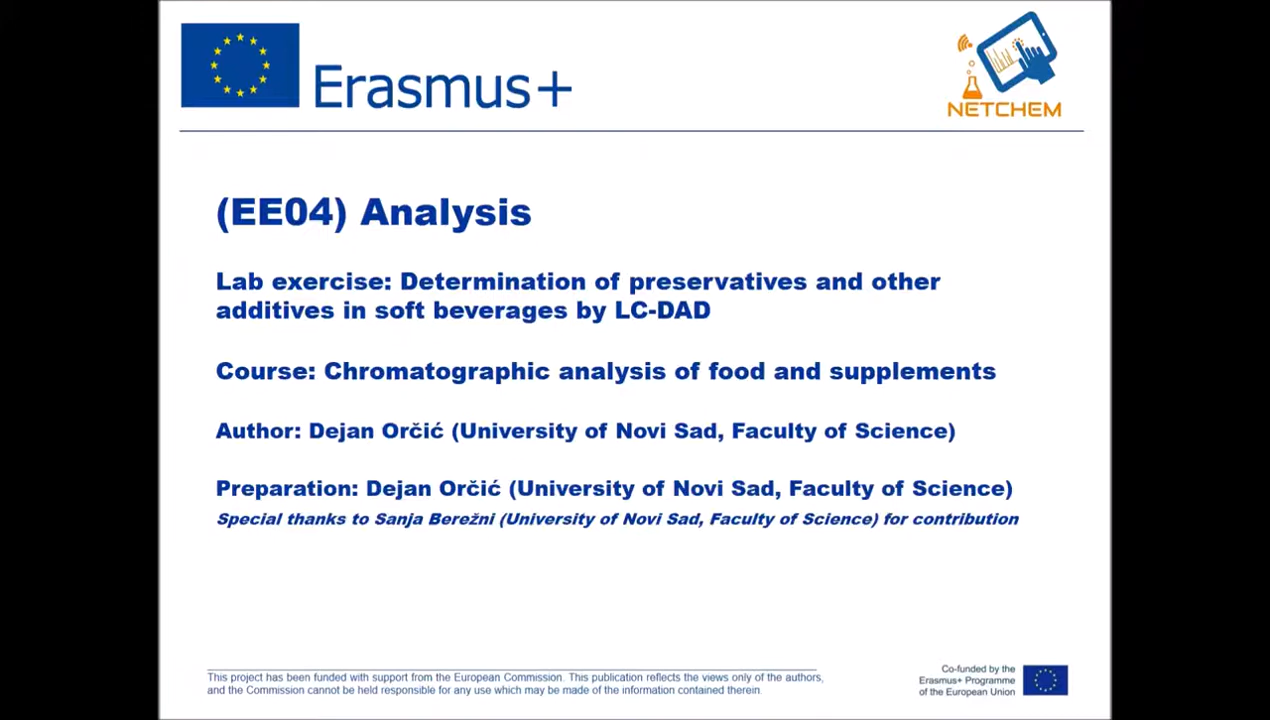 Erasmus+
NETCHEM
(EE04) Analysis
Lab exercise: Determination of preservatives and other
additives in soft beverages by LC-DAD
Course: Chromatographic analysis of food and supplements
Author: Dejan Orčić (University of Novi Sad, Faculty of Science)
Preparation: Dejan Orčić (University of Novi Sad, Faculty of Science)
Special thanks to Sanja Berežni (University of Novi Sad, Faculty of Science) for contribution
This project has been funded with support from the European Commission. This publication reflects the views only of the authors,
and the Commission cannot be held responsible for any use which may be made of the information contained therein.
Co-funded by the
Erasmus+ Programme
of the European Union